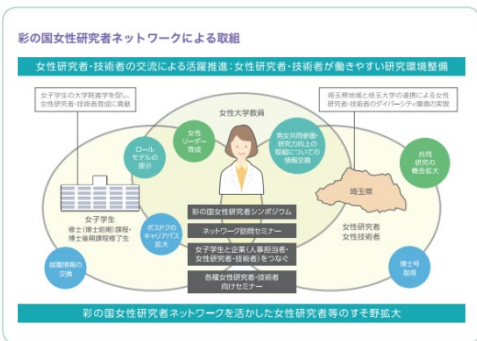 彩の国女性研究者ネットワークによる取組
女性研究者・技術者の交流による活躍推進：女性研究者・技術者が働きやすい研究環境整備
女子学生の大学院進学を促し、
女性研究者・技術者育成に貢献
女性大学教員
埼玉県地域と埼玉大学の連携による女性
研究者・技術者のダイバーシティ環境の実現
ロール
モデルの
提示
女性
リーダー
育成
男女共同参画・
研究力向上の
取組についての
情報交換
共同
研究の
機会拡大
埼玉県
女子学生
修士（博士前期）課程・
博士後期課程修了生
ポスドクの
キャリアパス
拡大
彩の国女性研究者シンポジウム
ネットワーク訪問セミナー
女子学生と企業（人事担当者・
女性研究者・技術者）をつなぐ
各種女性研究者・技術者
向けセミナー
女性研究者
女性技術者
就職情報の
交換
博士号
取得
彩の国女性研究者ネットワークを活かした女性研究者等のすそ野拡大